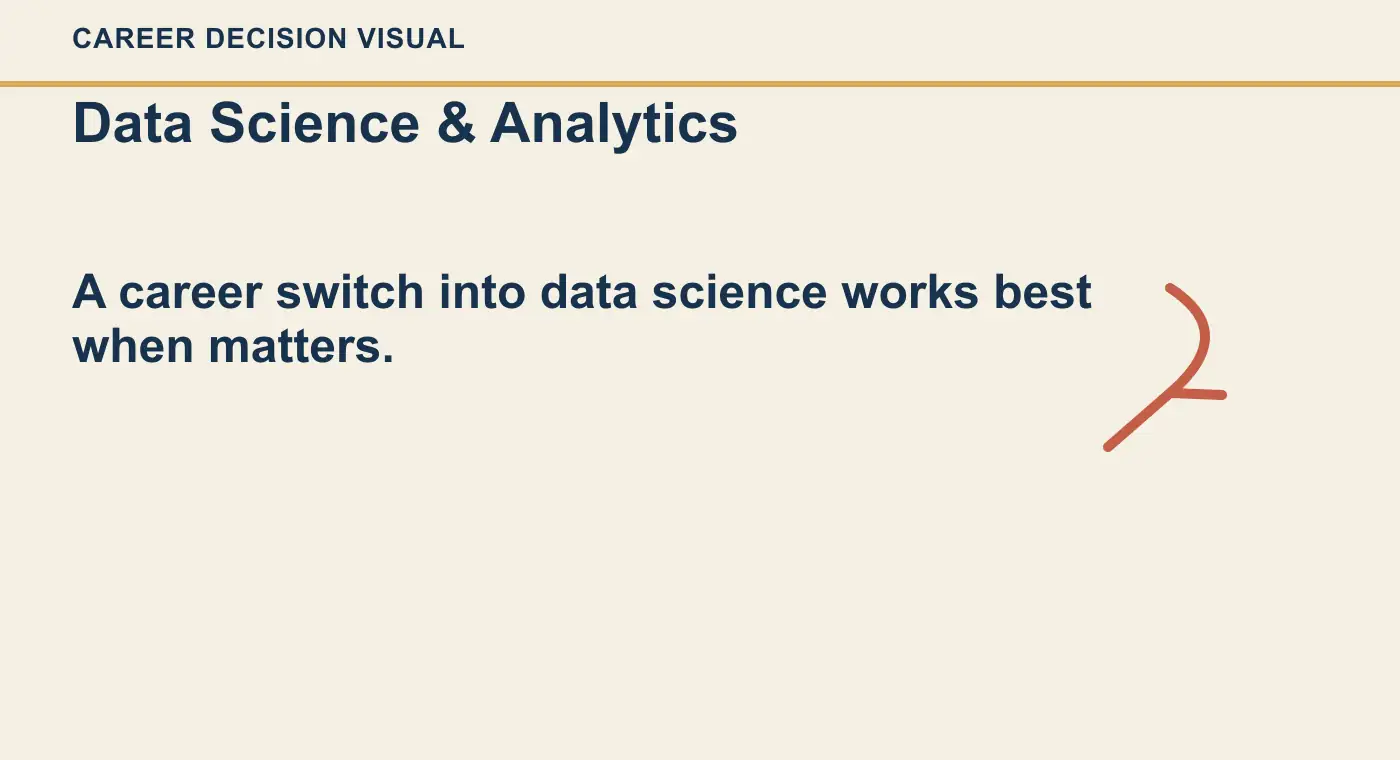 CAREER DECISION VISUAL
Data Science & Analytics
A career switch into data science works best
when matters.